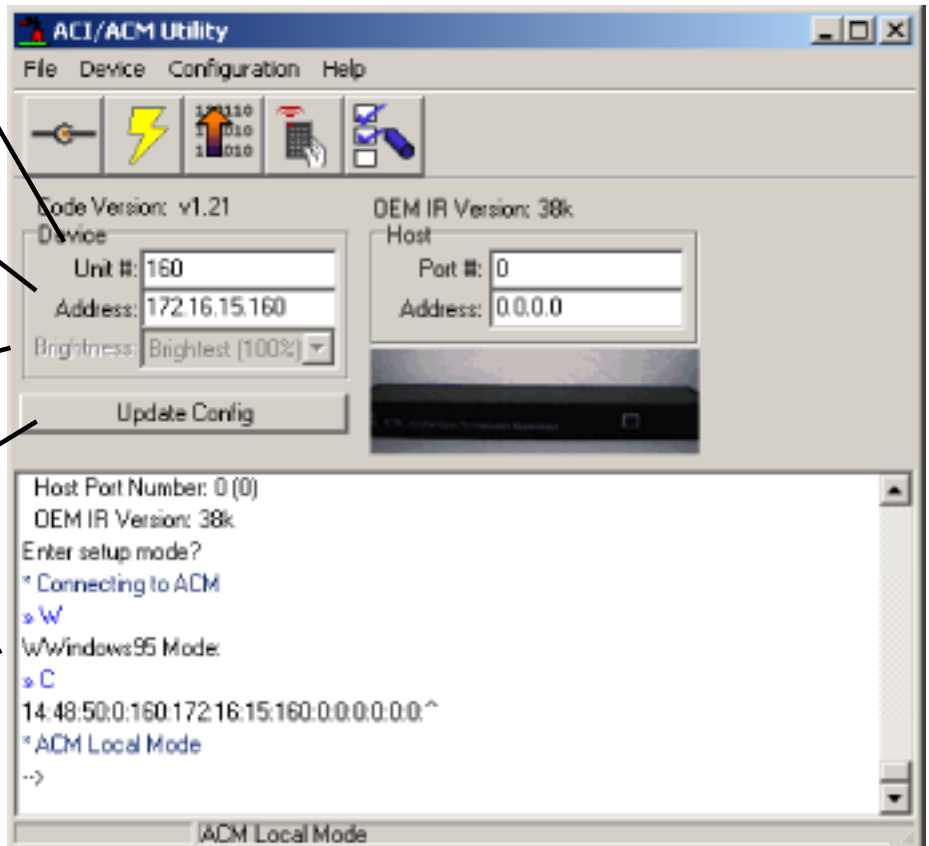 ACI/ACM Utility
File Device Configuration Help
Code Version: v1.21
OEM IR Version: 38k
Device
Host
Unit #: 160
Port #: 0
Address: 172.16.15.160
Address: 0.0.0.0
Brightness: Brightest (100%)
Update Config
Host Port Number: 0 (0)
OEM IR Version: 38k
Enter setup mode?
* Connecting to ACM
» W
WWindows95 Mode:
» C
14:48:50:0:160:172:16:15:160:0:0:0:0:0:0:^
* ACM Local Mode
-->
ACM Local Mode